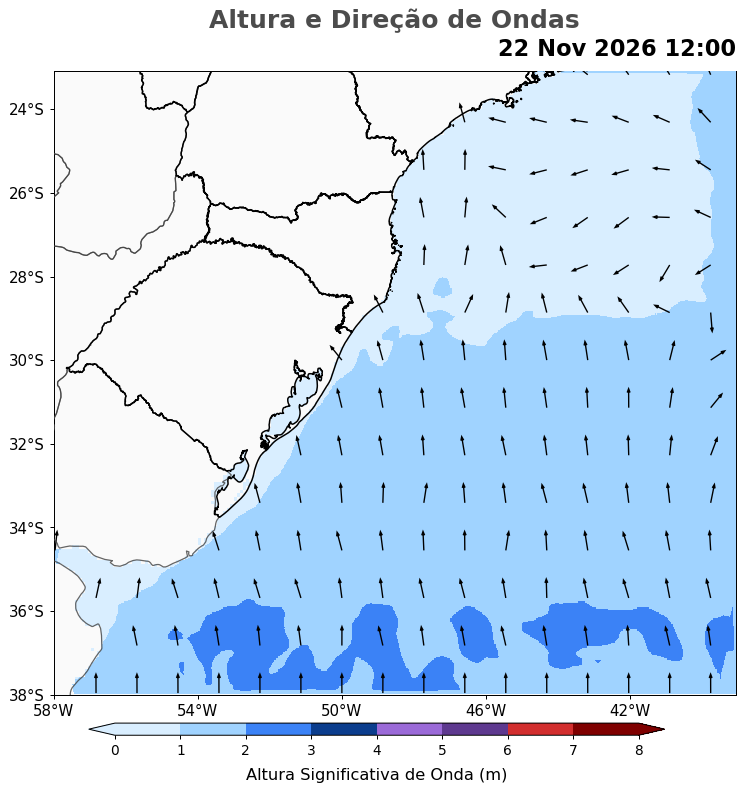 Altura e Direção de Ondas
22 Nov 2026 12:00
24°S
26°S
28°S
30°S
32°S
34°S
36°S
38°S
58°W 54°W 50°W 46°W 42°W
0 1 2 3 4 5 6 7 8
Altura Significativa de Onda (m)